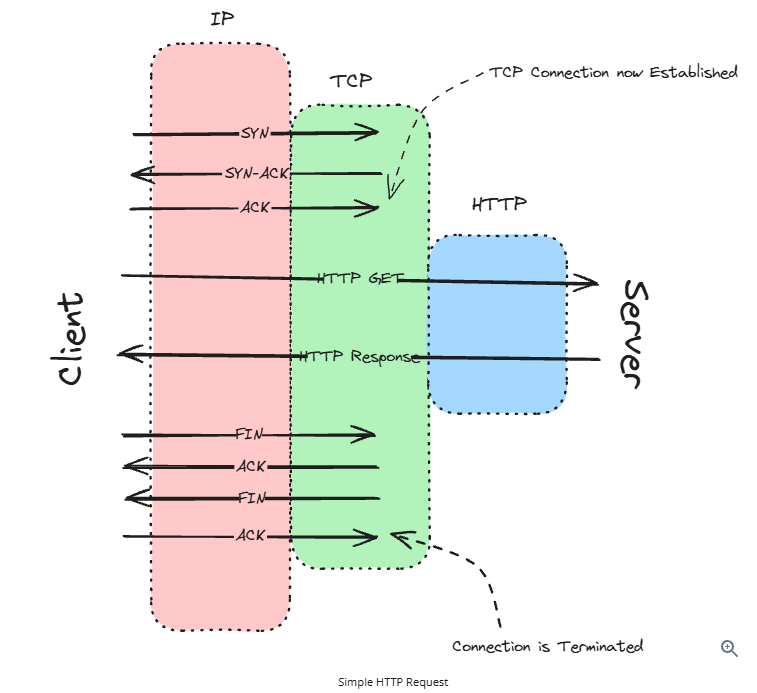 IP
TCP
TCP Connection now Established
SYN
SYN-ACK
ACK
HTTP
HTTP GET
Client
Server
HTTP Response
FIN
ACK
FIN
ACK
Connection is Terminated
Simple HTTP Request